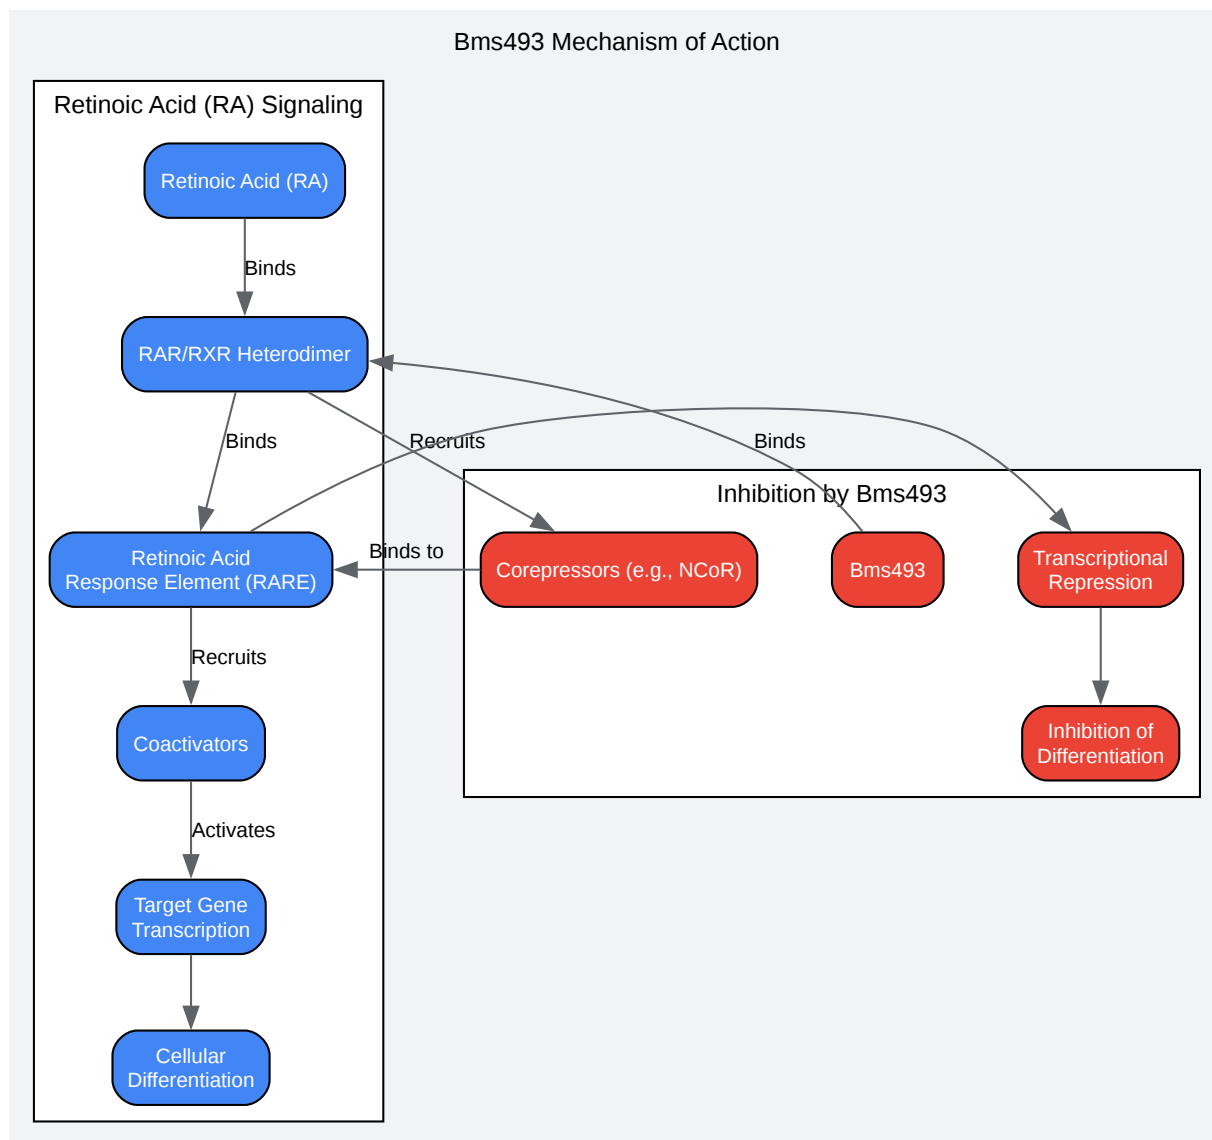 Bms493 Mechanism of Action
Retinoic Acid (RA) Signaling
Retinoic Acid (RA)
Binds
RAR/RXR Heterodimer
Binds
Recruits
Binds
Inhibition by Bms493
Retinoic Acid
Response Element (RARE)
Binds to
Corepressors (e.g., NCoR)
Bms493
Transcriptional
Repression
Recruits
Coactivators
Inhibition of
Differentiation
Activates
Target Gene
Transcription
Cellular
Differentiation